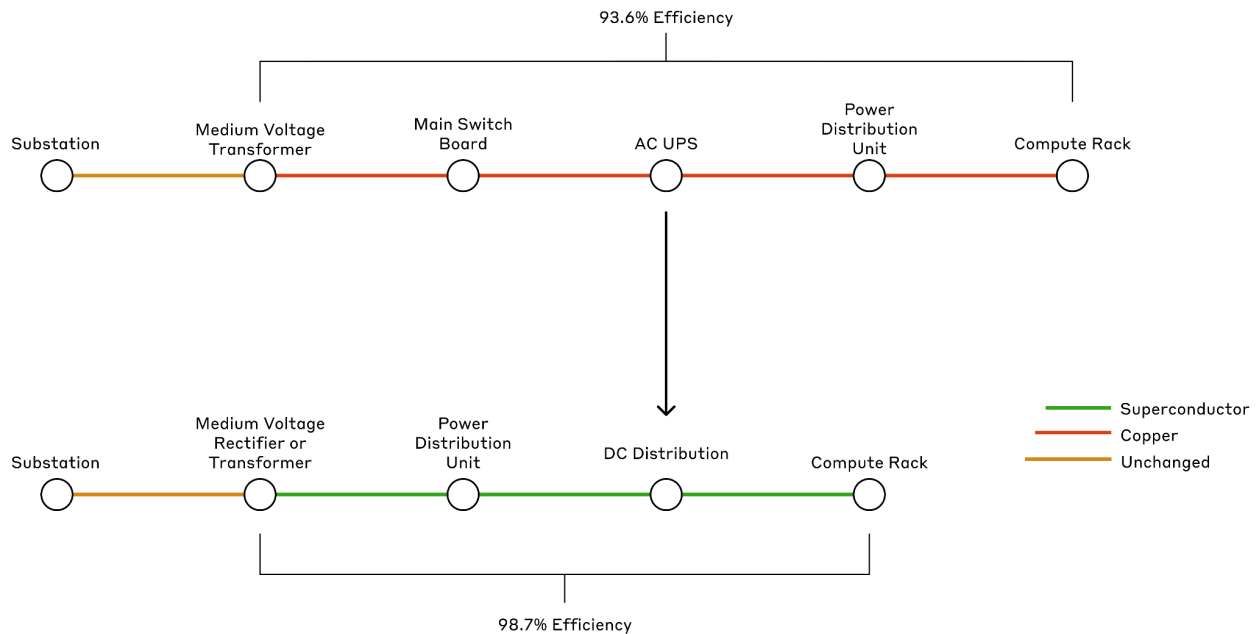 93.6% Efficiency
Substation
Medium Voltage
Transformer
Main Switch
Board
AC UPS
Power
Distribution
Unit
Compute Rack
Substation
Medium Voltage
Rectifier or
Transformer
Power
Distribution
Unit
DC Distribution
Compute Rack
Superconductor
Copper
Unchanged
98.7% Efficiency